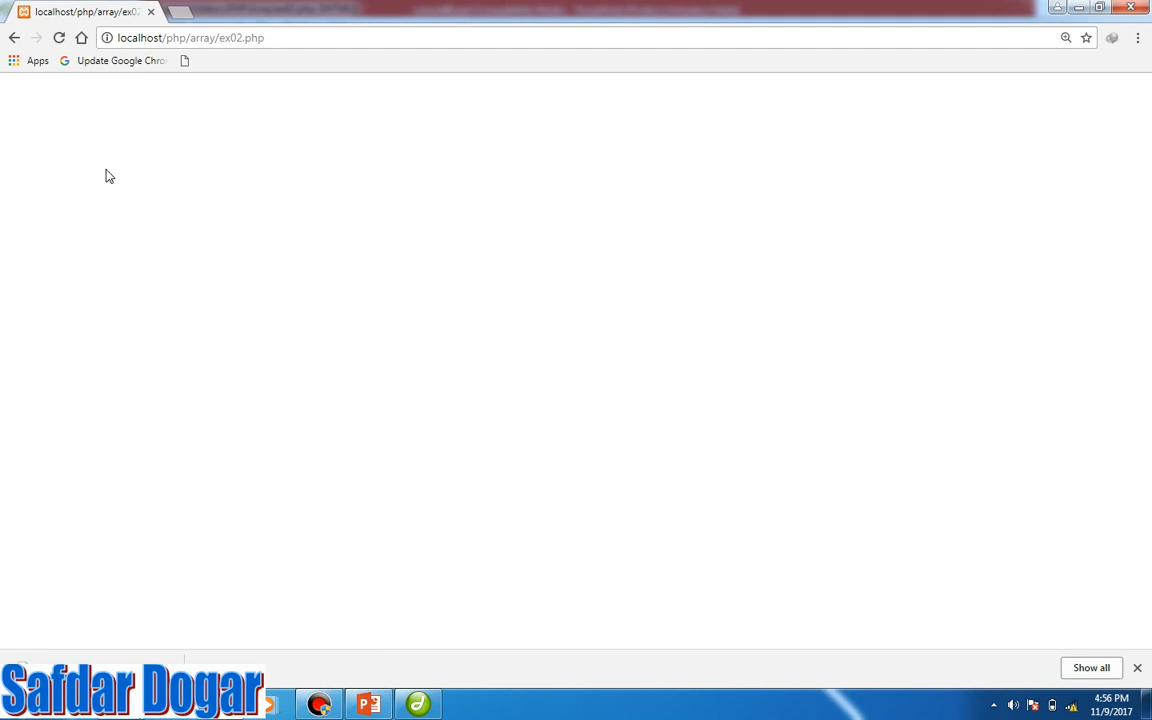 localhost/php/array/ex02
localhost/php/array/ex02.php
Apps
Update Google Chro
Show all
Safdar Dogar
4:56 PM
11/9/2017